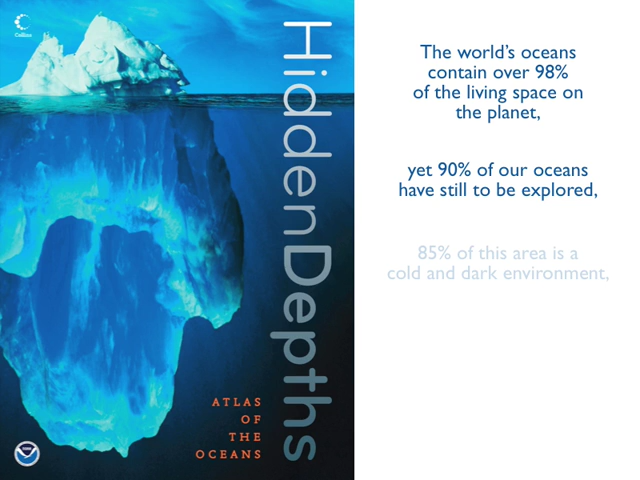 Collins
HiddenDepths
ATLAS
OF
THE
OCEANS
The world's oceans
contain over 98%
of the living space on
the planet,
yet 90% of our oceans
have still to be explored,
85% of this area is a
cold and dark environment,